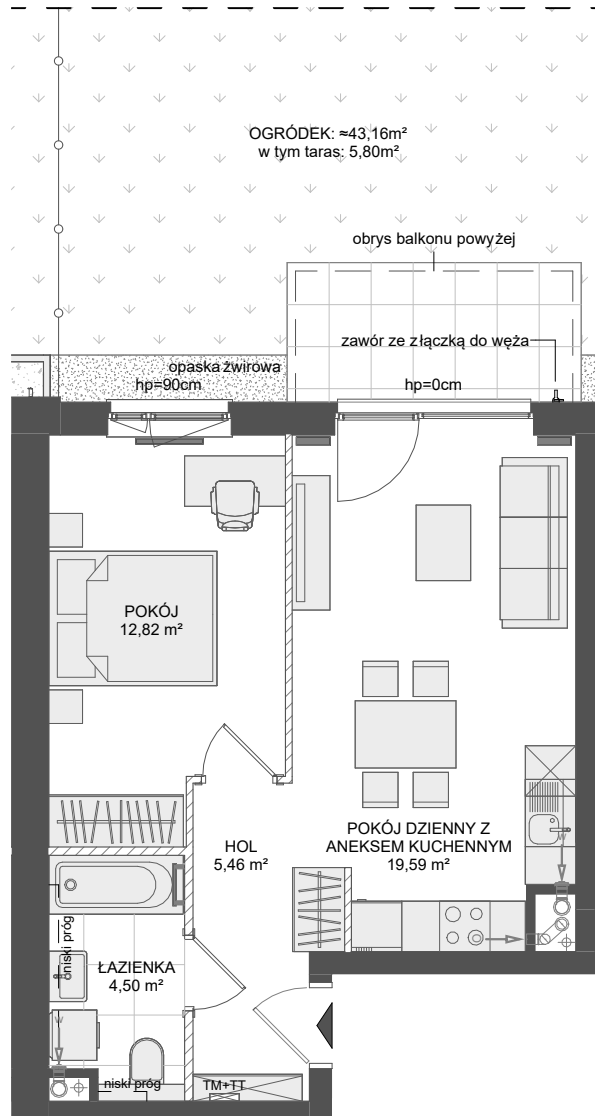 OGRÓDEK: ≈43,16m²
w tym taras: 5,80m²
obrys balkonu powyżej
zawór ze złączką do węża
opaska żwirowa
hp=90cm
hp=0cm
POKÓJ
12,82 m²
HOL
5,46 m²
POKÓJ DZIENNY Z
ANEKSEM KUCHENNYM
19,59 m²
niski próg
ŁAZIENKA
4,50 m²
niski próg
TM+TT